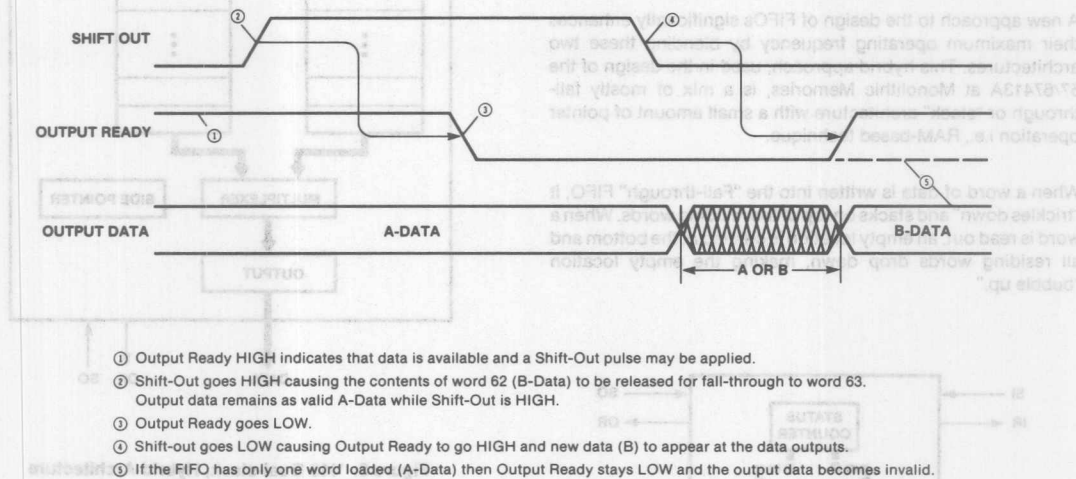 SHIFT OUT
②
④
OUTPUT READY
①
③
⑤
OUTPUT DATA
A-DATA
B-DATA
A OR B
① Output Ready HIGH indicates that data is available and a Shift-Out pulse may be applied.
② Shift-Out goes HIGH causing the contents of word 62 (B-Data) to be released for fall-through to word 63.
Output data remains as valid A-Data while Shift-Out is HIGH.
③ Output Ready goes LOW.
④ Shift-out goes LOW causing Output Ready to go HIGH and new data (B) to appear at the data outputs.
⑤ If the FIFO has only one word loaded (A-Data) then Output Ready stays LOW and the output data becomes invalid.